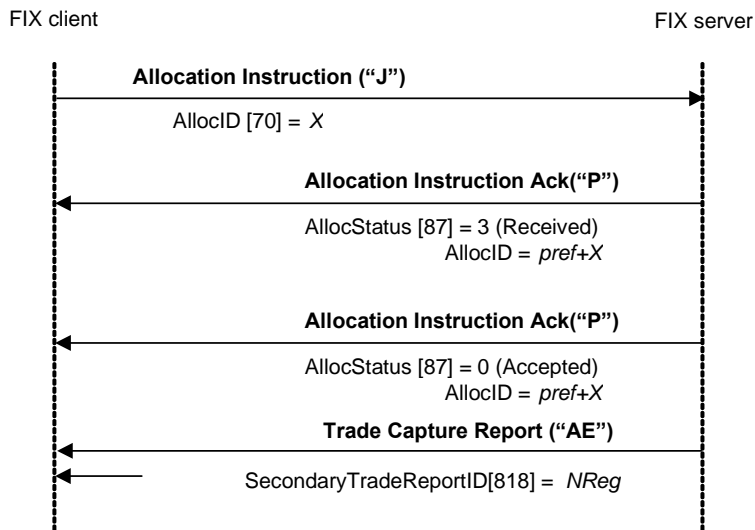 FIX client
FIX server
Allocation Instruction (“J”)
AllocID [70] = X
Allocation Instruction Ack(“P”)
AllocStatus [87] = 3 (Received)
AllocID = pref+X
Allocation Instruction Ack(“P”)
AllocStatus [87] = 0 (Accepted)
AllocID = pref+X
Trade Capture Report (“AE”)
SecondaryTradeReportID[818] = NReg